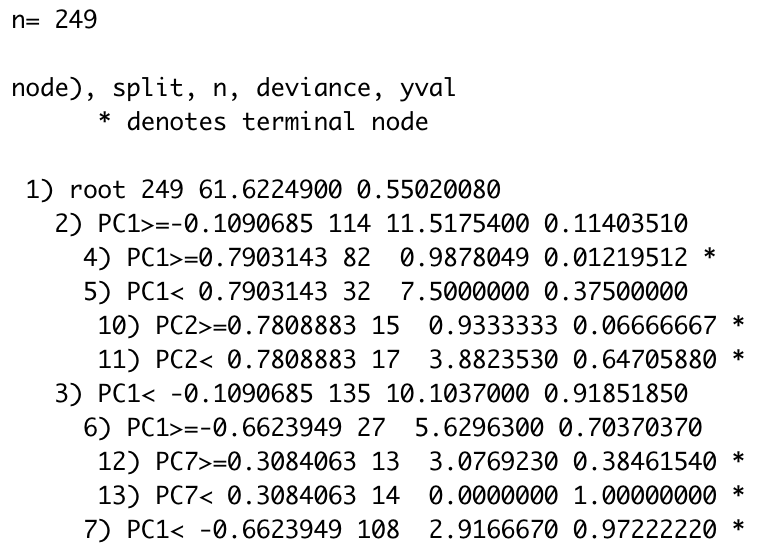 n= 249

node), split, n, deviance, yval
      * denotes terminal node

 1) root 249 61.6224900 0.55020080
   2) PC1>=-0.1090685 114 11.5175400 0.11403510
     4) PC1>=0.7903143 82  0.9878049 0.01219512 *
     5) PC1< 0.7903143 32  7.5000000 0.37500000
      10) PC2>=0.7808883 15  0.9333333 0.06666667 *
      11) PC2< 0.7808883 17  3.8823530 0.64705880 *
   3) PC1< -0.1090685 135 10.1037000 0.91851850
     6) PC1>=-0.6623949 27  5.6296300 0.70370370
      12) PC7>=0.3084063 13  3.0769230 0.38461540 *
      13) PC7< 0.3084063 14  0.0000000 1.00000000 *
     7) PC1< -0.6623949 108  2.9166670 0.97222220 *